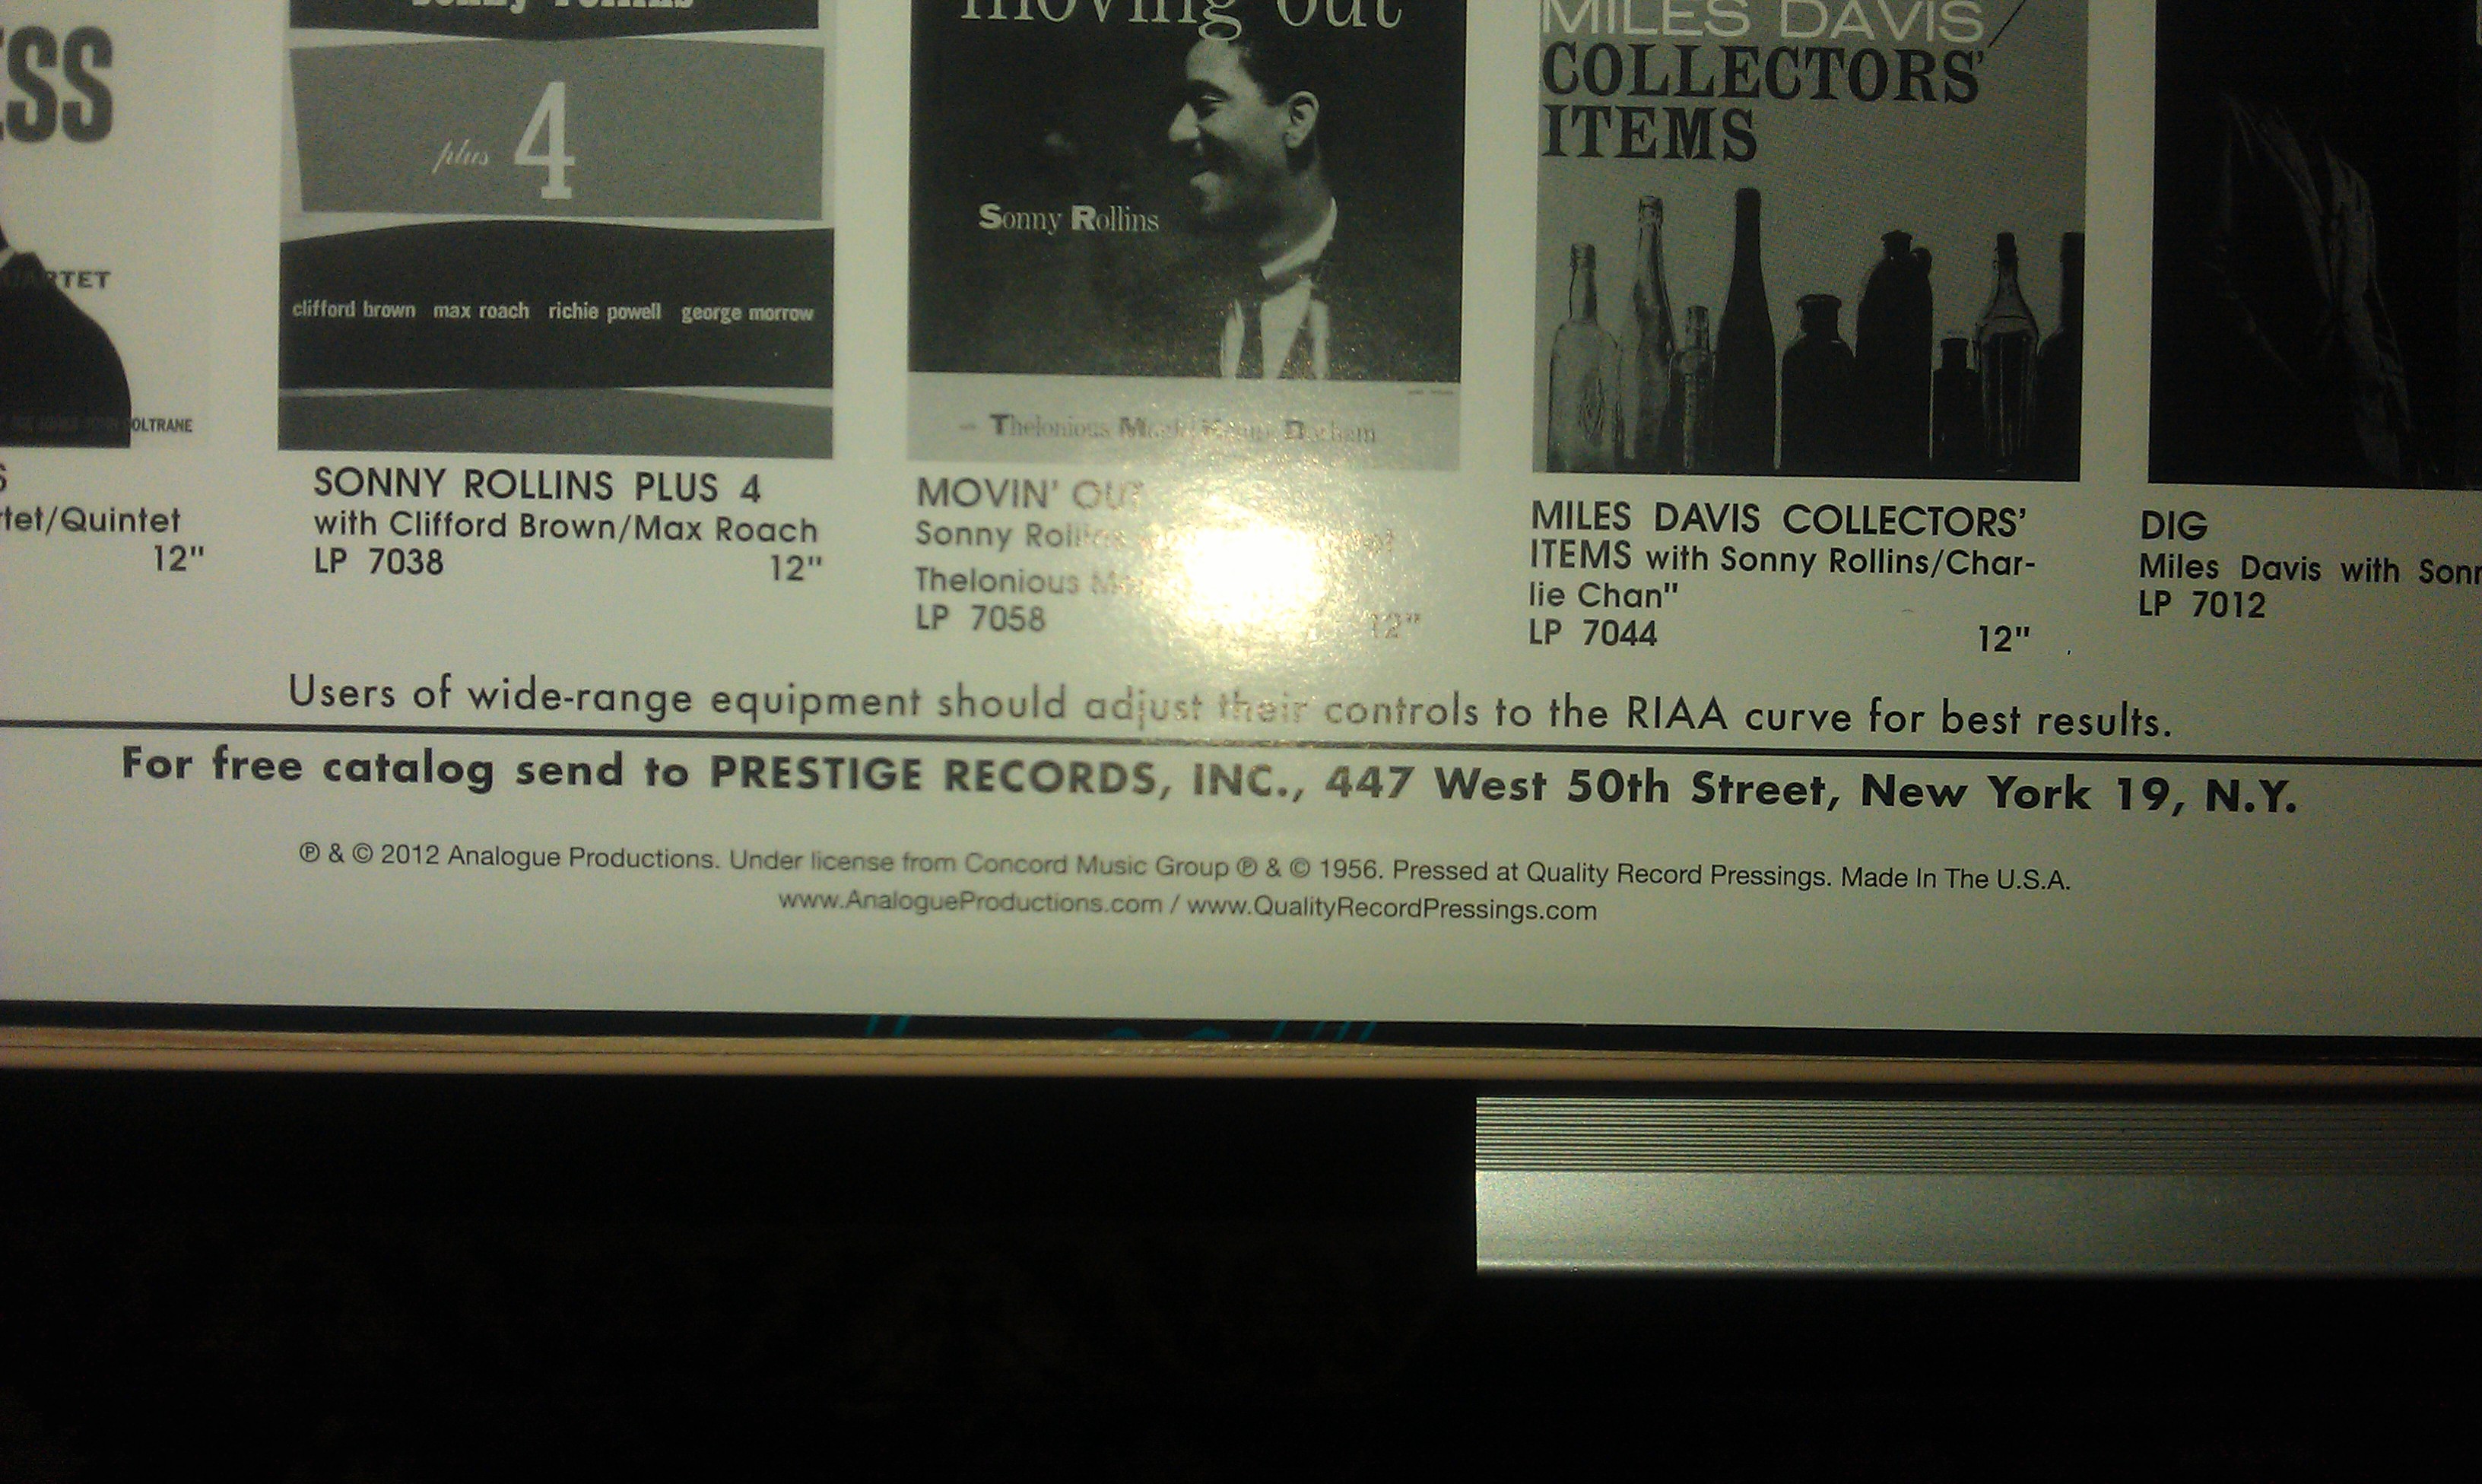 moving out
MILES DAVIS
COLLECTORS'
ITEMS
ESS
plus 4
Sonny Rollins
TET
clifford brown max roach richie powell george morrow
OLTRANE
Thelonious
SONNY ROLLINS PLUS 4
with Clifford Brown/Max Roach
LP 7038 12"
tet/Quintet
12"
MOVIN' OUT
Sonny Rollins
Thelonious
LP 7058 12"
MILES DAVIS COLLECTORS'
ITEMS with Sonny Rollins/Char-
lie Chan"
LP 7044 12"
DIG
Miles Davis with Sonn
LP 7012
Users of wide-range equipment should adjust their controls to the RIAA curve for best results.
For free catalog send to PRESTIGE RECORDS, INC., 447 West 50th Street, New York 19, N.Y.
℗ & © 2012 Analogue Productions. Under license from Concord Music Group ℗ & © 1956. Pressed at Quality Record Pressings. Made In The U.S.A.
www.AnalogueProductions.com / www.QualityRecordPressings.com